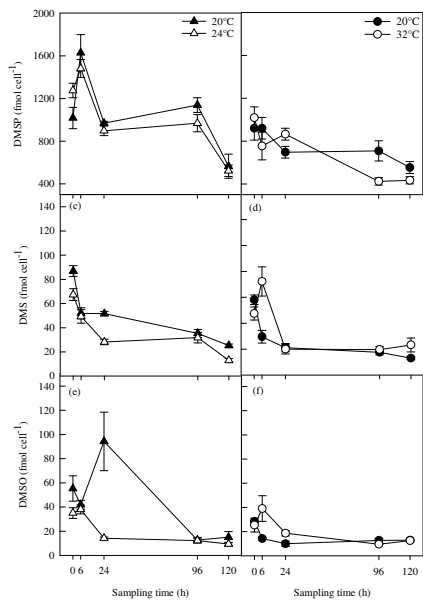 20°C
24°C
20°C
32°C
2000
1600
1200
800
400
DMSP (fmol cell-1)
(c)
(d)
140
120
100
80
60
40
20
0
DMS (fmol cell-1)
(e)
(f)
140
120
100
80
60
40
20
0
DMSO (fmol cell-1)
0 6 24 96 120
0 6 24 96 120
Sampling time (h)
Sampling time (h)